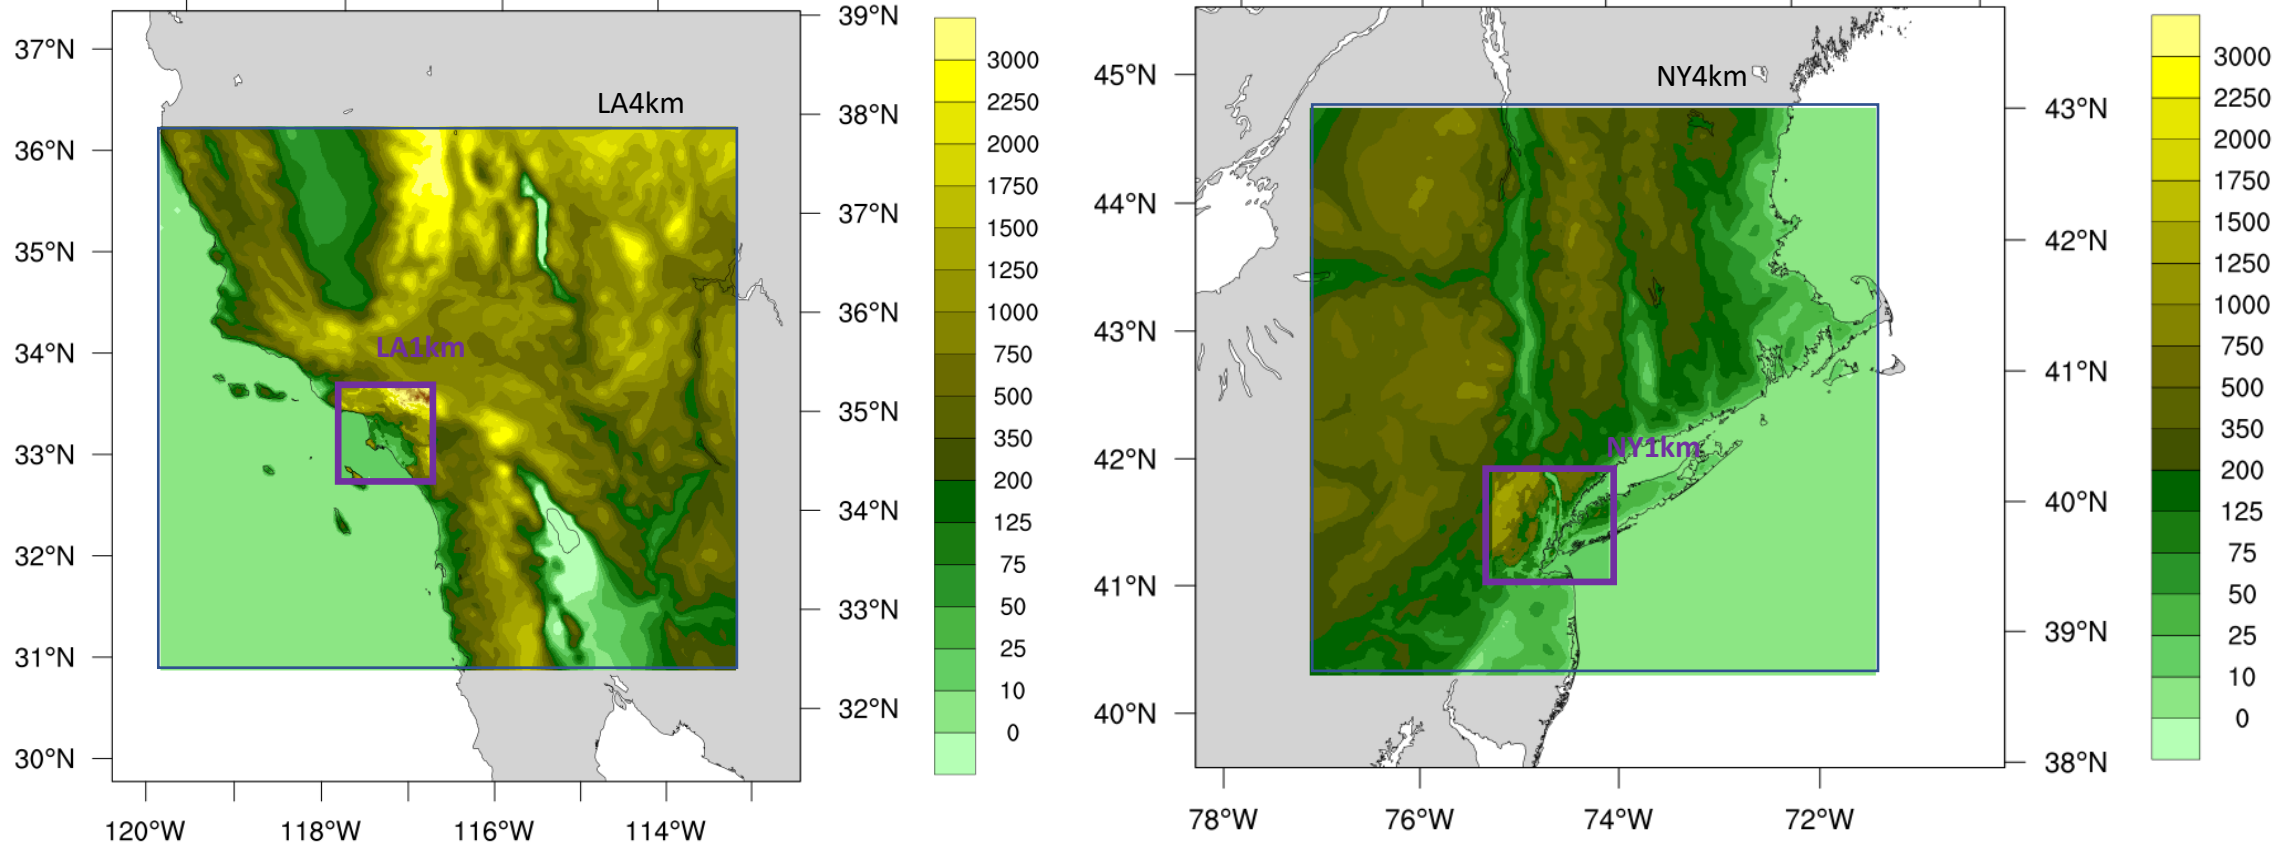 LA4km
LA1km
37°N
36°N
35°N
34°N
33°N
32°N
31°N
30°N
39°N
38°N
37°N
36°N
35°N
34°N
33°N
32°N
120°W
118°W
116°W
114°W
3000
2250
2000
1750
1500
1250
1000
750
500
350
200
125
75
50
25
10
0
NY4km
NY1km
45°N
44°N
43°N
42°N
41°N
40°N
43°N
42°N
41°N
40°N
39°N
38°N
78°W
76°W
74°W
72°W
3000
2250
2000
1750
1500
1250
1000
750
500
350
200
125
75
50
25
10
0